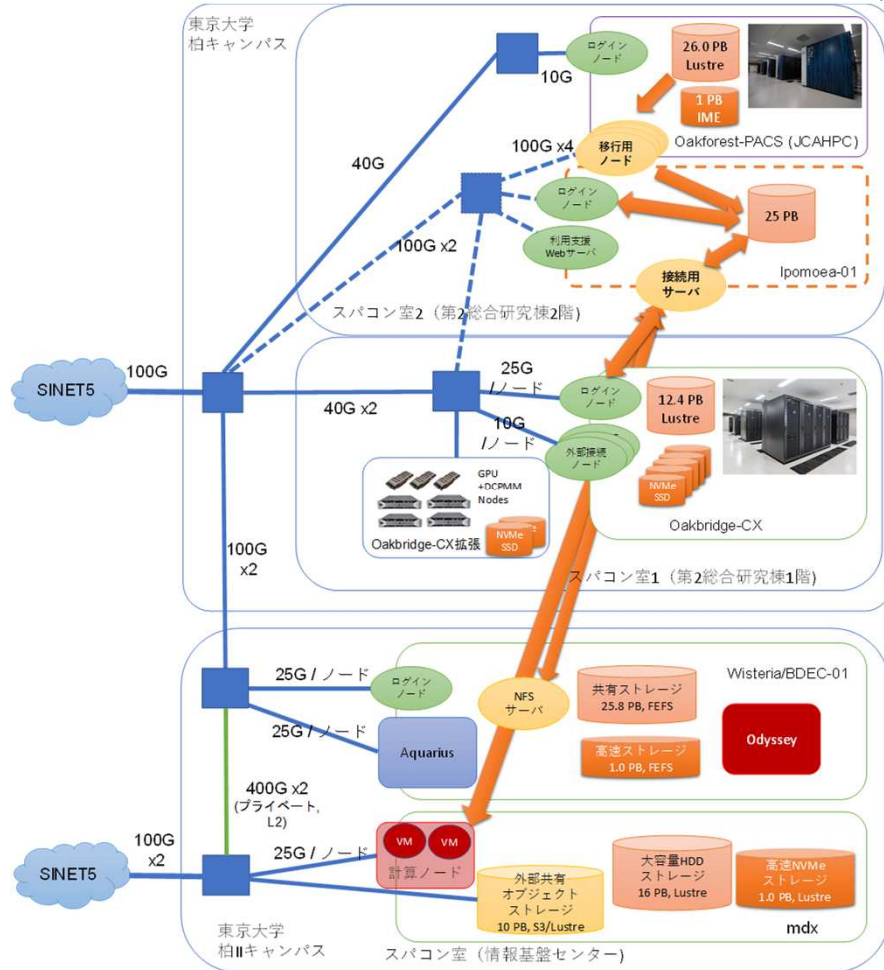 東京大学
柏キャンパス
ログイン
ノード
10G
26.0 PB
Lustre
1 PB
IME
Oakforest-PACS (JCAHPC)
40G
100G x4
移行用
ノード
ログイン
ノード
25 PB
100G x2
利用支援
Webサーバ
接続用
サーバ
Ipomoea-01
スパコン室2（第2総合研究棟2階）
SINET5
100G
40G x2
25G
/ノード
ログイン
ノード
12.4 PB
Lustre
10G
/ノード
外部接続
ノード
GPU
+DCPMM
Nodes
NVMe
SSD
NVMe
SSD
Oakbridge-CX拡張
Oakbridge-CX
スパコン室1（第2総合研究棟1階）
100G
x2
25G / ノード
ログイン
ノード
Wisteria/BDEC-01
NFS
サーバ
共有ストレージ
25.8 PB, FEFS
25G / ノード
Aquarius
高速ストレージ
1.0 PB, FEFS
Odyssey
400G x2
(プライベート,
L2)
SINET5
100G
x2
25G / ノード
VM
VM
計算ノード
外部共有
オブジェクト
ストレージ
10 PB, S3/Lustre
大容量HDD
ストレージ
16 PB, Lustre
高速NVMe
ストレージ
1.0 PB, Lustre
mdx
東京大学
柏IIキャンパス
スパコン室（情報基盤センター）